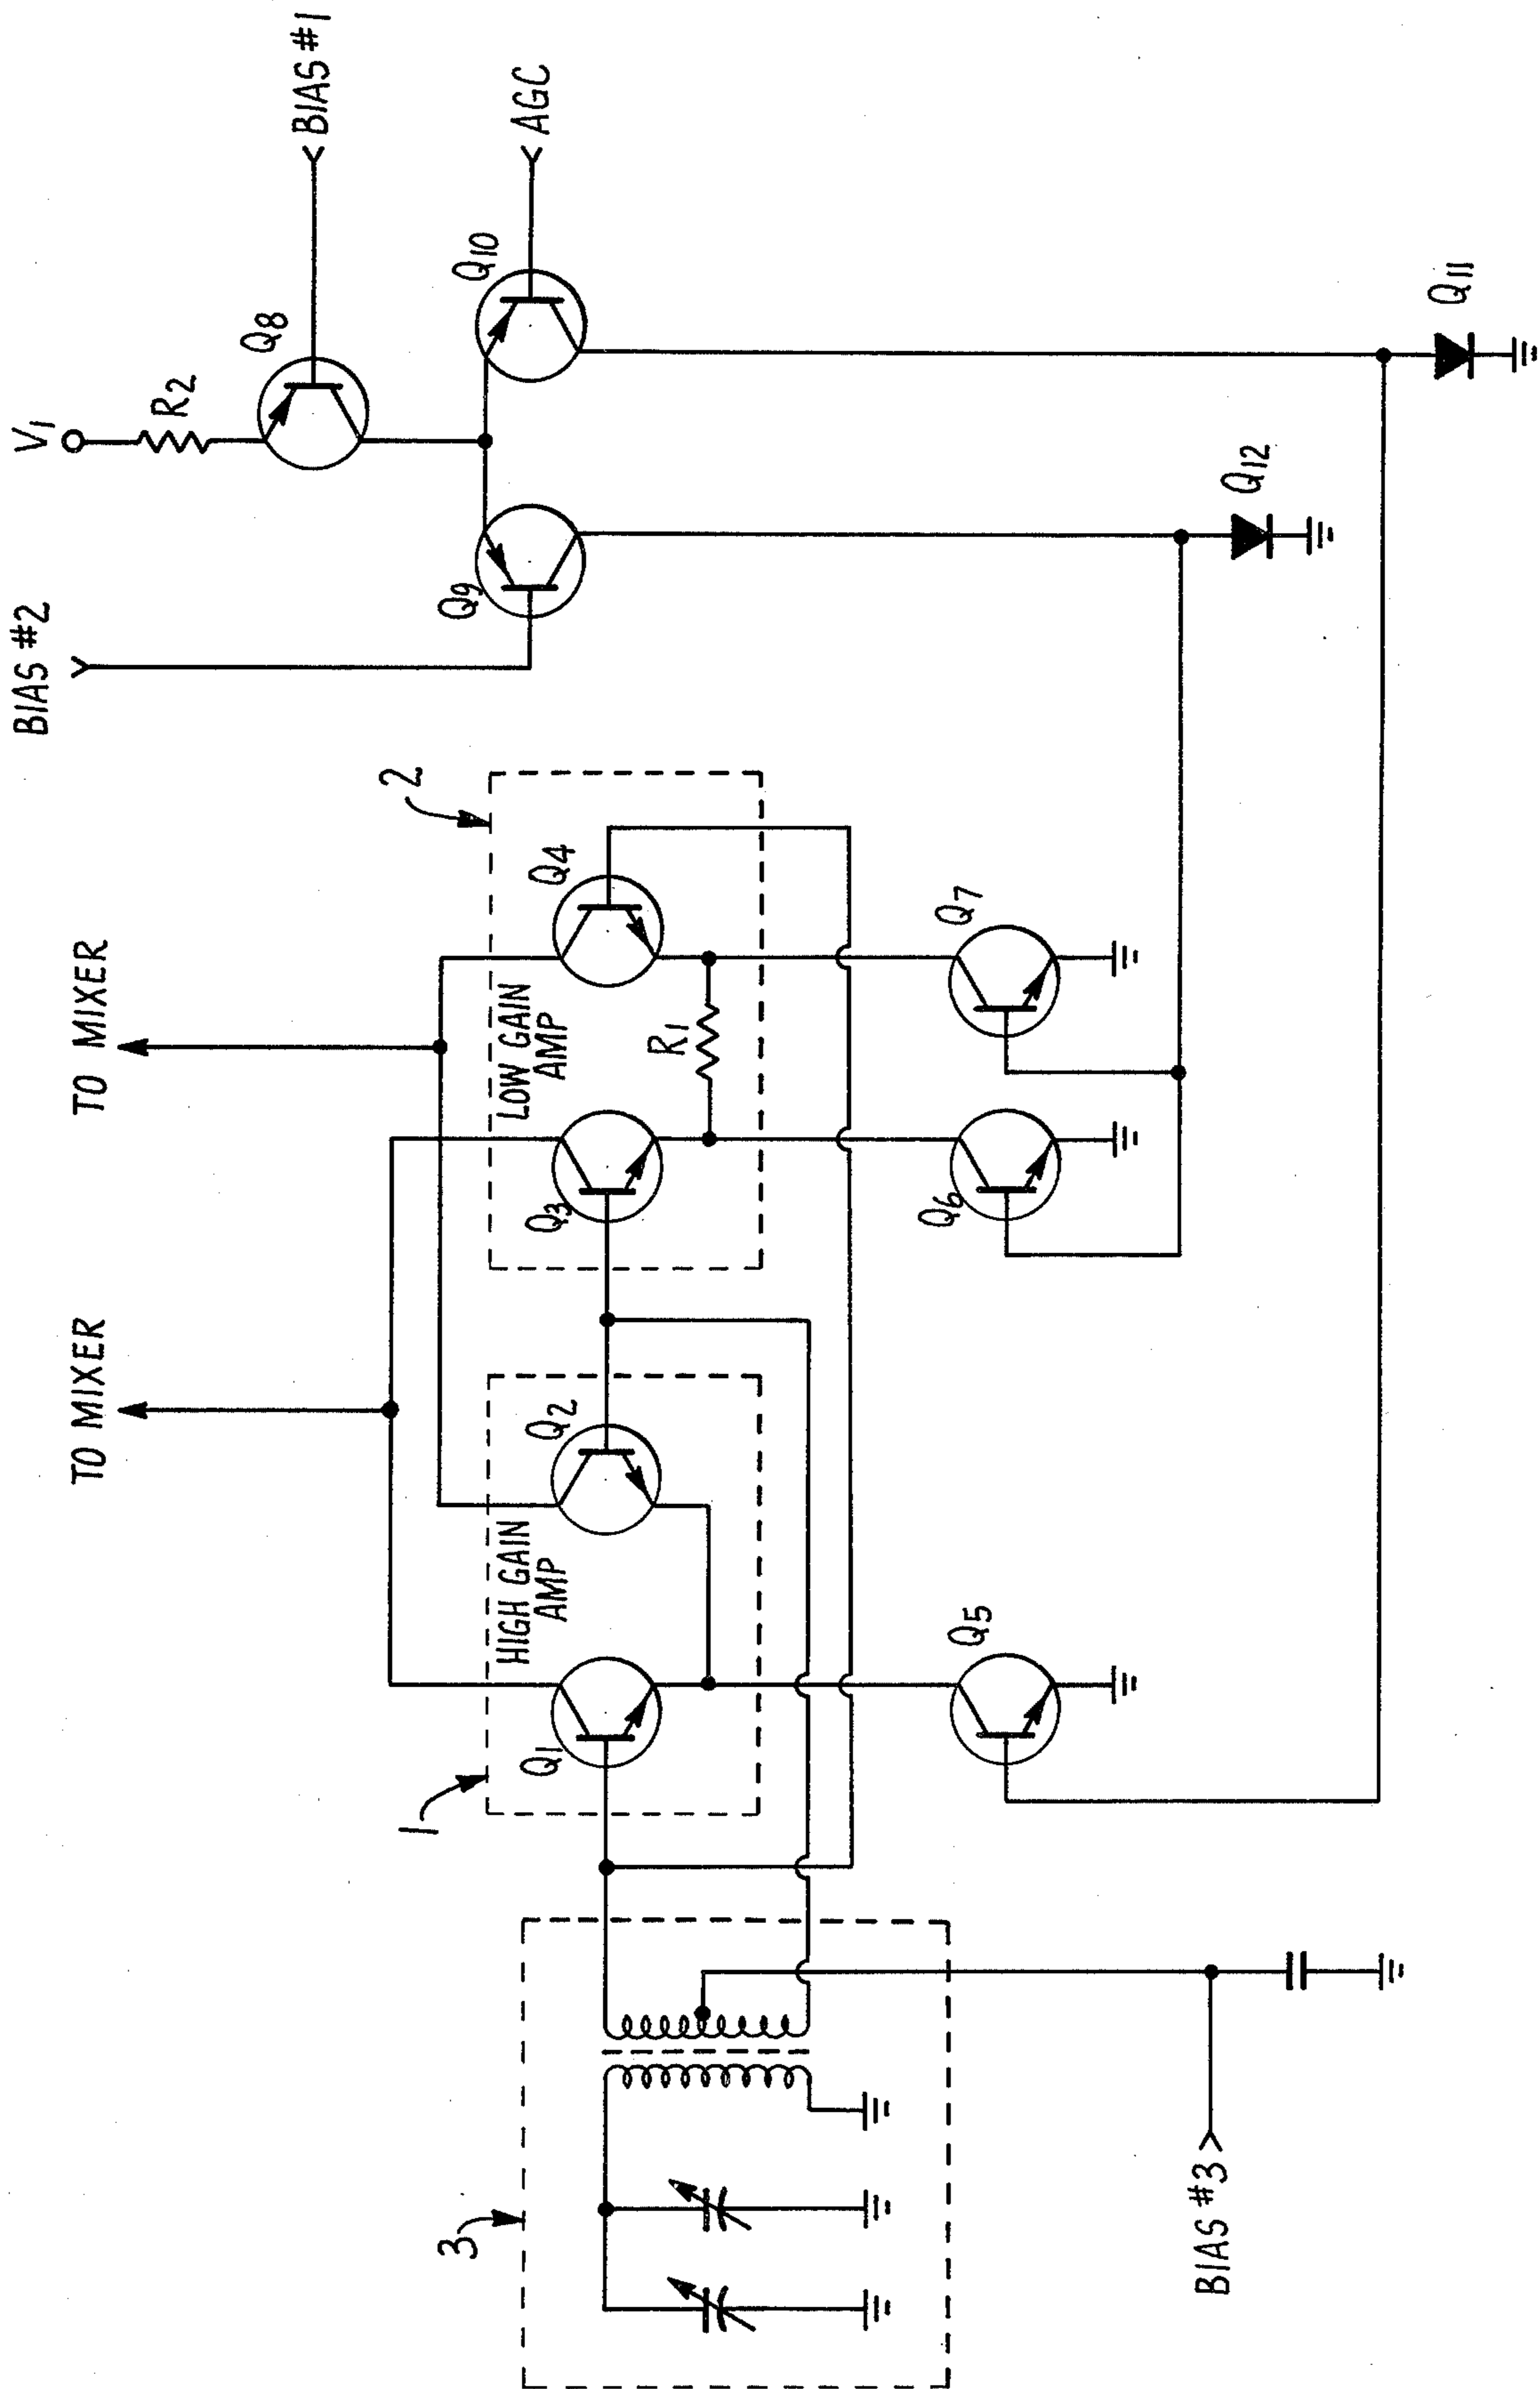 V1
BIAS #2
BIAS #1
R2
Q8
Q9
Q10
AGC
TO MIXER
TO MIXER
2
1
3
HIGH GAIN
AMP
LOW GAIN
AMP
Q1
Q2
Q3
Q4
R1
Q5
Q6
Q7
Q12
Q11
BIAS #3